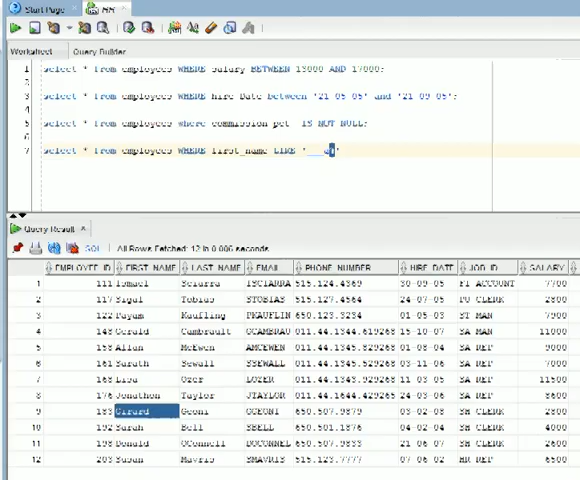 Start Page
HR
Worksheet Query Builder
1 select * from employees WHERE salary BETWEEN 13000 AND 17000;
2
3 select * from employees WHERE hire_Date between '21-05-05' and '21-09-05';
4
5 select * from employees where commission_pct IS NOT NULL;
6
7 select * from employees WHERE first_name LIKE
Query Result
SQL All Rows Fetched: 12 in 0.006 seconds
EMPLOYEE_ID FIRST_NAME LAST_NAME EMAIL PHONE_NUMBER HIRE_DATE JOB_ID SALARY
1 111 Ismael Sciarra ISCIARRA 515.124.4369 30-09-05 FI_ACCOUNT 7700
2 117 Sigal Tobias STOBIAS 515.127.4564 24-07-05 PU_CLERK 2800
3 122 Payam Kaufling PKAUFLIN 650.123.3234 01-05-03 ST_MAN 7900
4 148 Gerald Cambrault GCAMBRAU 011.44.1344.619268 15-10-07 SA_MAN 11000
5 158 Allan McEwen AMCEWEN 011.44.1345.829268 01-08-04 SA_REP 9000
6 161 Sarath Sewall SSEWALL 011.44.1345.529268 03-11-06 SA_REP 7000
7 168 Lisa Ozer LOZER 011.44.1343.929268 11-03-05 SA_REP 11500
8 176 Jonathon Taylor JTAYLOR 011.44.1644.429265 24-03-06 SA_REP 8600
9 183 Girard Geoni GGEONI 650.507.9879 03-02-08 SH_CLERK 2800
10 192 Sarah Bell SBELL 650.501.1876 04-02-04 SH_CLERK 4000
11 198 Donald OConnell DOCONNEL 650.507.9833 21-06-07 SH_CLERK 2600
12 203 Susan Mavris SMAVRIS 515.123.7777 07-06-02 HR_REP 6500